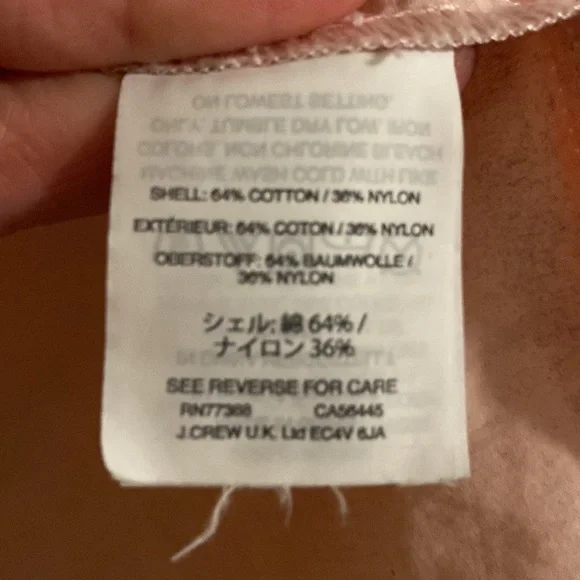 SHELL: 64% COTTON / 36% NYLON
EXTÉRIEUR: 64% COTON / 36% NYLON
OBERSTOFF: 64% BAUMWOLLE /
36% NYLON
シェル: 綿 64% /
ナイロン 36%
SEE REVERSE FOR CARE
RN77388 CA56445
J.CREW U.K. Ltd EC4V 6JA